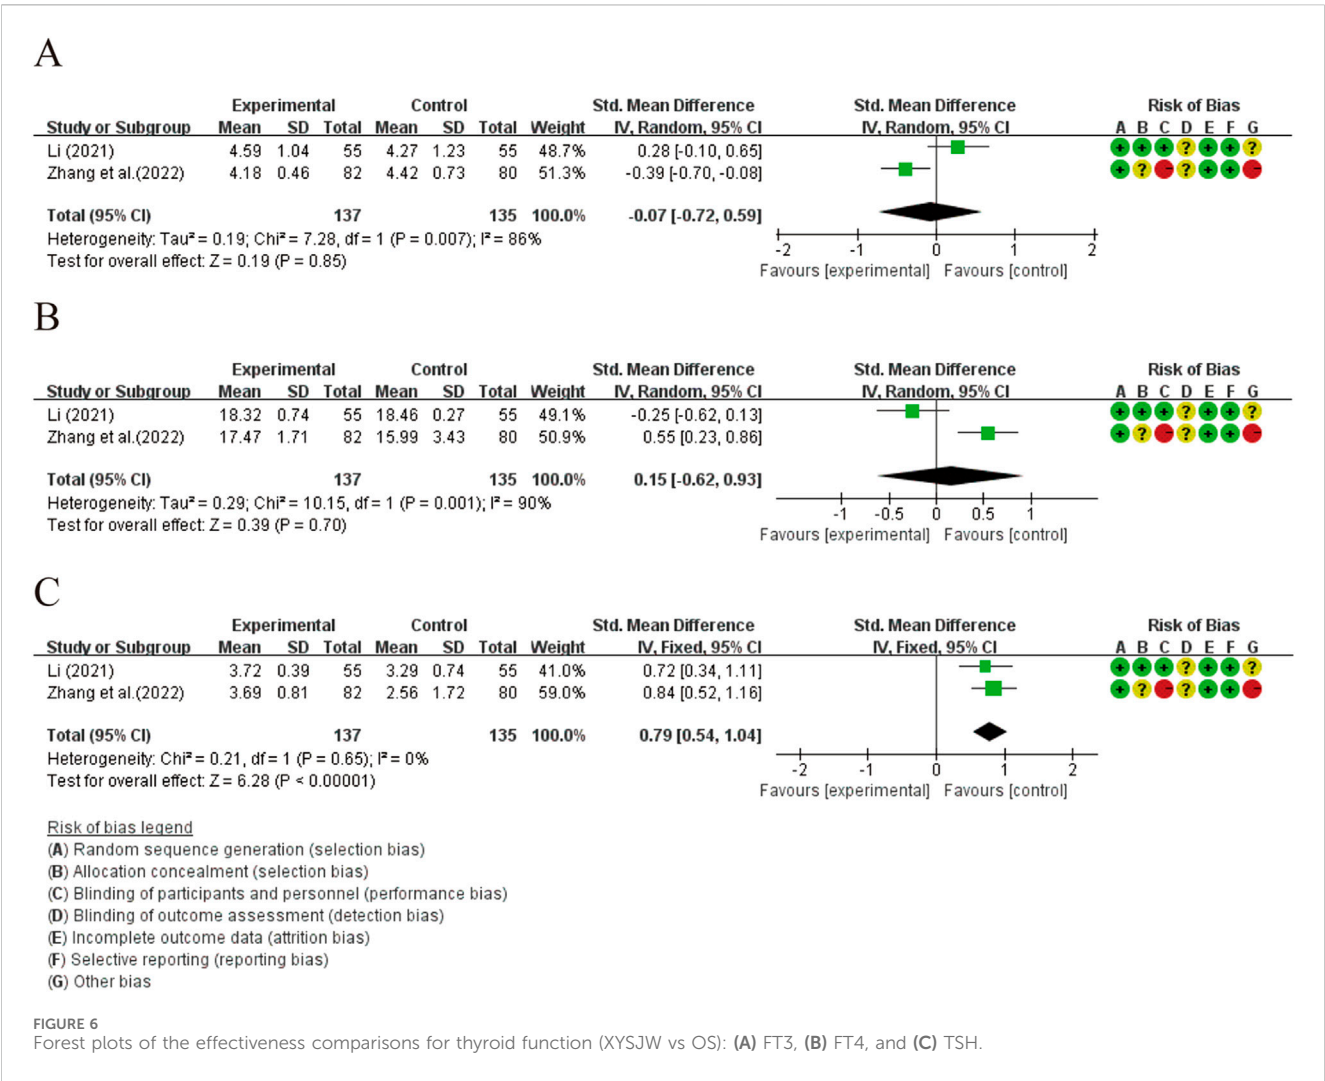 A
Experimental Control Std. Mean Difference Std. Mean Difference Risk of Bias
Study or Subgroup Mean SD Total Mean SD Total Weight IV, Random, 95% CI IV, Random, 95% CI A B C D E F G
Li (2021) 4.59 1.04 55 4.27 1.23 55 48.7% 0.28 [-0.10, 0.65] + + + ? + + ?
Zhang et al.(2022) 4.18 0.46 82 4.42 0.73 80 51.3% -0.39 [-0.70, -0.08] + ? - ? + + -
Total (95% CI) 137 135 100.0% -0.07 [-0.72, 0.59]
Heterogeneity: Tau² = 0.19; Chi² = 7.28, df = 1 (P = 0.007); I² = 86%
Test for overall effect: Z = 0.19 (P = 0.85)
-2 -1 0 1 2
Favours [experimental] Favours [control]
B
Experimental Control Std. Mean Difference Std. Mean Difference Risk of Bias
Study or Subgroup Mean SD Total Mean SD Total Weight IV, Random, 95% CI IV, Random, 95% CI A B C D E F G
Li (2021) 18.32 0.74 55 18.46 0.27 55 49.1% -0.25 [-0.62, 0.13] + + + ? + + ?
Zhang et al.(2022) 17.47 1.71 82 15.99 3.43 80 50.9% 0.55 [0.23, 0.86] + ? - ? + + -
Total (95% CI) 137 135 100.0% 0.15 [-0.62, 0.93]
Heterogeneity: Tau² = 0.29; Chi² = 10.15, df = 1 (P = 0.001); I² = 90%
Test for overall effect: Z = 0.39 (P = 0.70)
-1 -0.5 0 0.5 1
Favours [experimental] Favours [control]
C
Experimental Control Std. Mean Difference Std. Mean Difference Risk of Bias
Study or Subgroup Mean SD Total Mean SD Total Weight IV, Fixed, 95% CI IV, Fixed, 95% CI A B C D E F G
Li (2021) 3.72 0.39 55 3.29 0.74 55 41.0% 0.72 [0.34, 1.11] + + + ? + + ?
Zhang et al.(2022) 3.69 0.81 82 2.56 1.72 80 59.0% 0.84 [0.52, 1.16] + ? - ? + + -
Total (95% CI) 137 135 100.0% 0.79 [0.54, 1.04]
Heterogeneity: Chi² = 0.21, df = 1 (P = 0.65); I² = 0%
Test for overall effect: Z = 6.28 (P < 0.00001)
-2 -1 0 1 2
Favours [experimental] Favours [control]
Risk of bias legend
(A) Random sequence generation (selection bias)
(B) Allocation concealment (selection bias)
(C) Blinding of participants and personnel (performance bias)
(D) Blinding of outcome assessment (detection bias)
(E) Incomplete outcome data (attrition bias)
(F) Selective reporting (reporting bias)
(G) Other bias
FIGURE 6
Forest plots of the effectiveness comparisons for thyroid function (XYSJW vs OS): (A) FT3, (B) FT4, and (C) TSH.